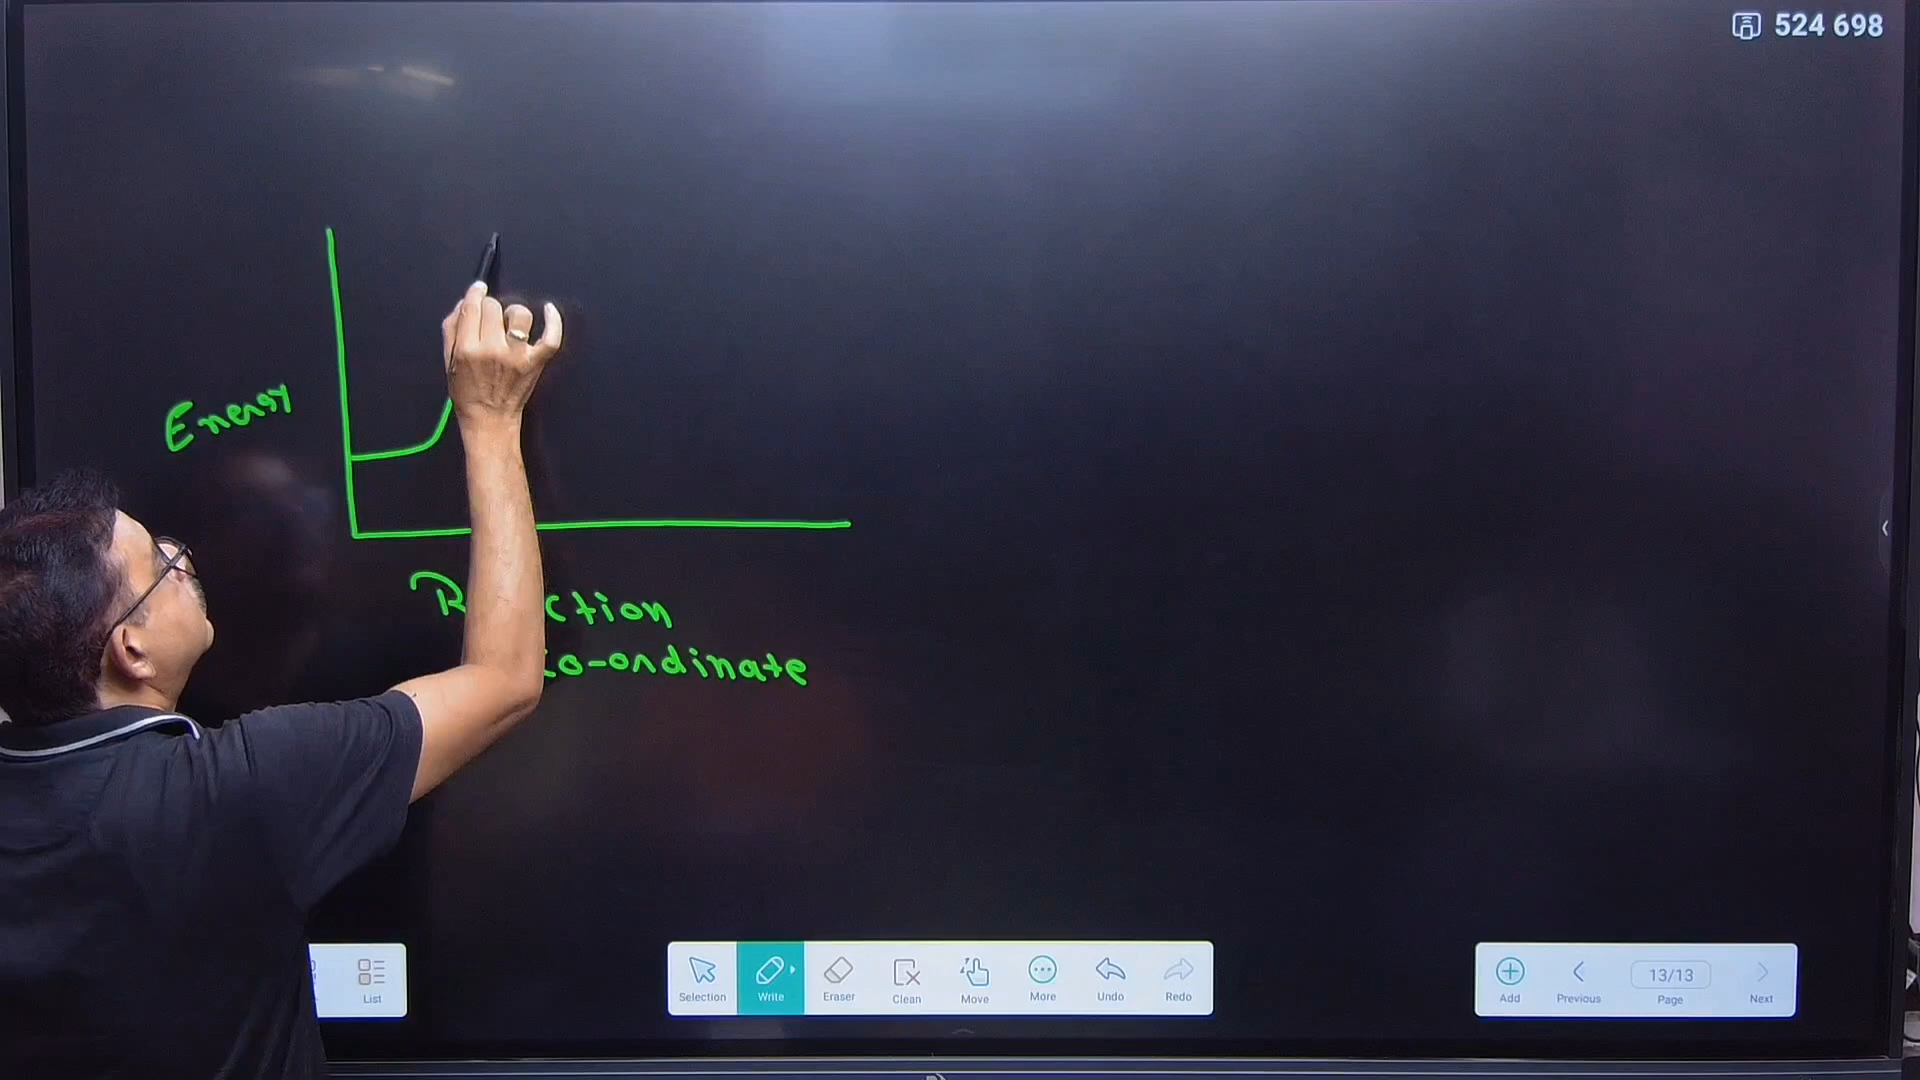 524 698
Energy
ction
co-ordinate
List
Selection
Write
Eraser
Clean
Move
More
Undo
Redo
Add
Previous
13/13
Page
Next